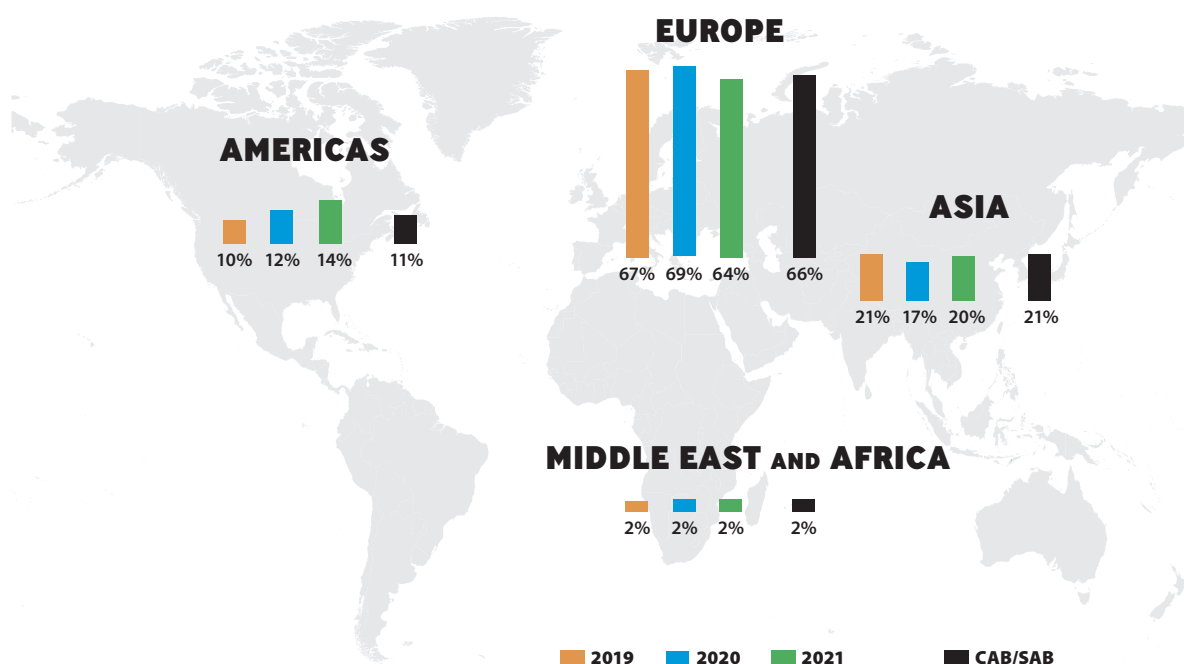 EUROPE
AMERICAS
10% 12% 14% 11%
67% 69% 64% 66%
ASIA
21% 17% 20% 21%
MIDDLE EAST AND AFRICA
2% 2% 2% 2%
2019 2020 2021 CAB/SAB